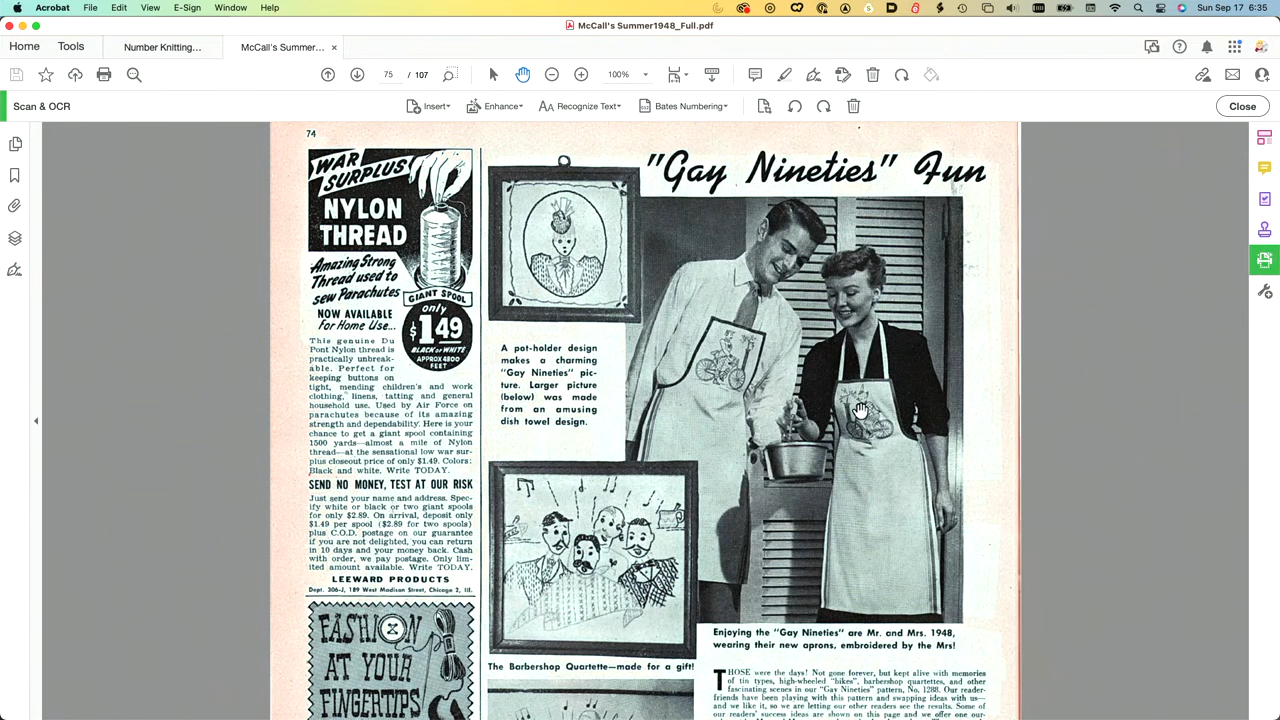 Acrobat File Edit View E-Sign Window Help Sun Sep 17 6:35
McCall's Summer1948_Full.pdf
Home Tools Number Knitting... McCall's Summer... ×
75 / 107 100%
Scan & OCR Insert Enhance Recognize Text Bates Numbering Close
74
WAR
SURPLUS
NYLON
THREAD
Amazing Strong
Thread used to
sew Parachutes
NOW AVAILABLE
For Home Use...
GIANT SPOOL
only
$1.49
BLACK or WHITE
APPROX 4800
FEET
This genuine Du
Pont Nylon thread is
practically unbreak-
able. Perfect for
keeping buttons on
tight, mending children's and work
clothing, linens, tatting and general
household use. Used by Air Force on
parachutes because of its amazing
strength and dependability. Here is your
chance to get a giant spool containing
1500 yards—almost a mile of Nylon
thread—at the sensational low war sur-
plus closeout price of only $1.49. Colors:
Black and white. Write TODAY.
SEND NO MONEY, TEST AT OUR RISK
Just send your name and address. Spec-
ify white or black or two giant spools
for only $2.89. On arrival, deposit only
$1.49 per spool ($2.89 for two spools)
plus C.O.D. postage on our guarantee
if you are not delighted, you can return
in 10 days and your money back. Cash
with order, we pay postage. Only lim-
ited amount available. Write TODAY.
LEEWARD PRODUCTS
Dept. 306-J, 189 West Madison Street, Chicago 2, Ill.
FASHION
AT YOUR
FINGERTIPS
"Gay Nineties" Fun
A pot-holder design
makes a charming
"Gay Nineties" pic-
ture. Larger picture
(below) was made
from an amusing
dish towel design.
The Barbershop Quartette—made for a gift!
Enjoying the "Gay Nineties" are Mr. and Mrs. 1948,
wearing their new aprons, embroidered by the Mrs!
THOSE were the days! Not gone forever, but kept alive with memories
of tin types, high-wheeled "bikes", barbershop quartettes, and other
fascinating scenes in our "Gay Nineties" pattern, No. 1288. Our reader-
friends have been playing with this pattern and swapping ideas with us—
and we like it, so we are letting our other readers see the results. Some of
our readers' success ideas are shown on this page and we offer one our-